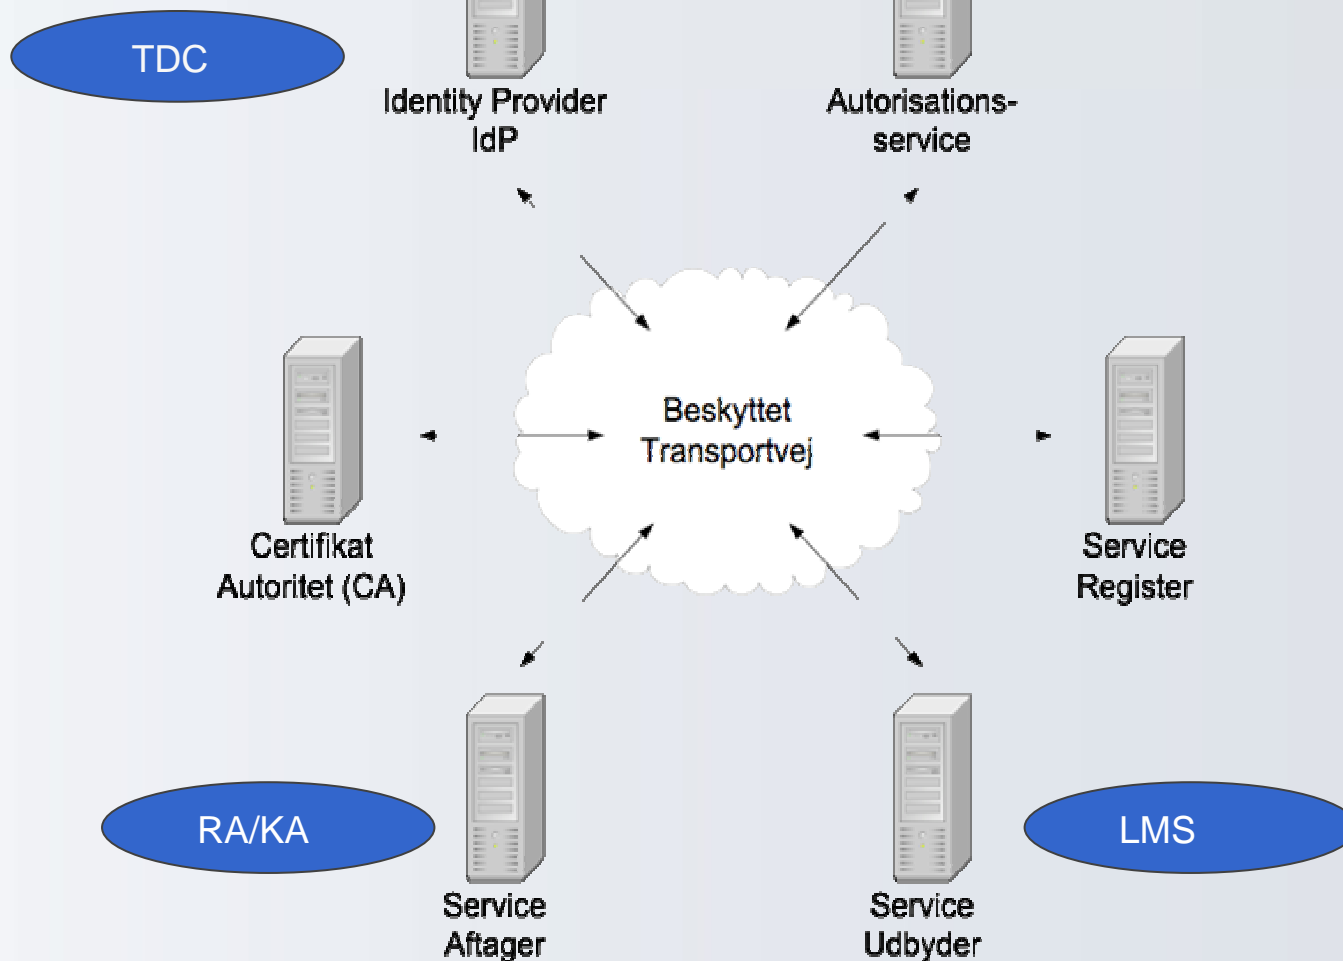 TDC
Identity Provider
IdP
Autorisations-
service
Beskyttet
Transportvej
Certifikat
Autoritet (CA)
Service
Register
RA/KA
LMS
Service
Aftager
Service
Udbyder